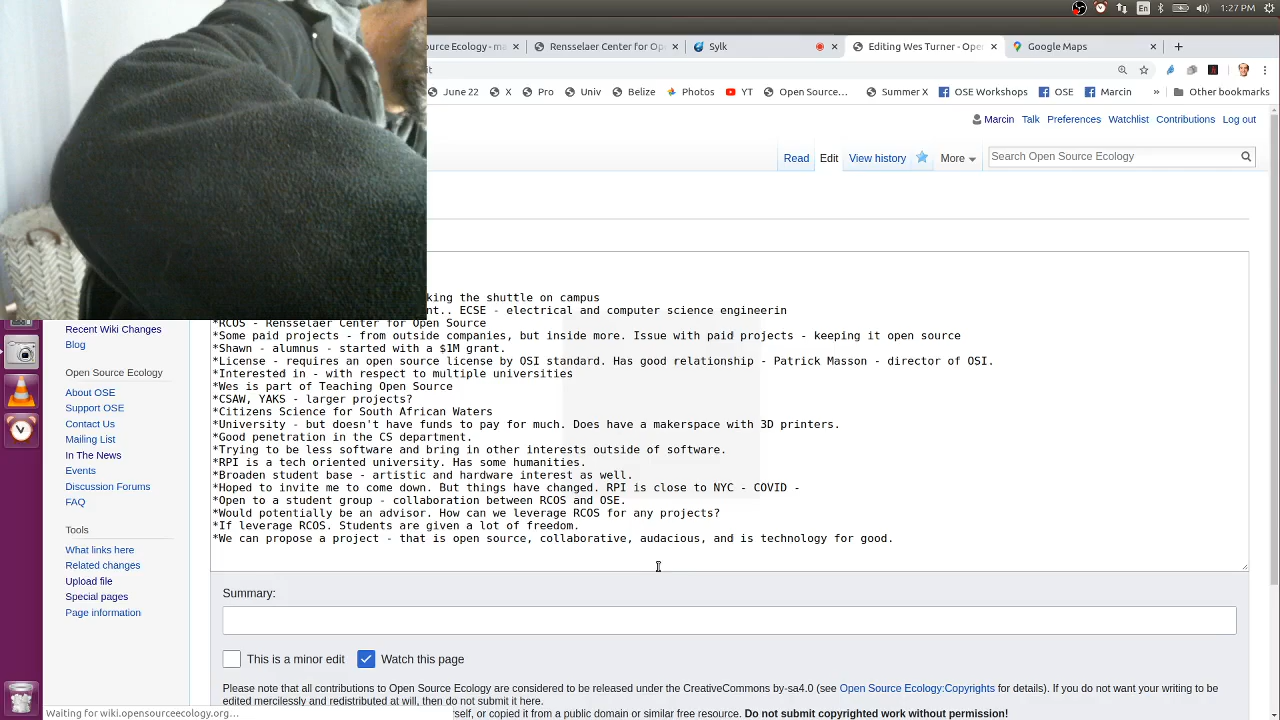 En
1:27 PM
urce Ecology - ma
Rensselaer Center for Op
Sylk
Editing Wes Turner - Ope
Google Maps
it
June 22
X
Pro
Univ
Belize
Photos
YT
Open Source…
Summer X
OSE Workshops
OSE
Marcin
»
Other bookmarks
Marcin Talk Preferences Watchlist Contributions Log out
Read Edit View history More
Search Open Source Ecology
king the shuttle on campus
nt.. ECSE - electrical and computer science engineerin
*RCOS - Rensselaer Center for Open Source
*Some paid projects - from outside companies, but inside more. Issue with paid projects - keeping it open source
*Shawn - alumnus - started with a $1M grant.
*License - requires an open source license by OSI standard. Has good relationship - Patrick Masson - director of OSI.
*Interested in - with respect to multiple universities
*Wes is part of Teaching Open Source
*CSAW, YAKS - larger projects?
*Citizens Science for South African Waters
*University - but doesn't have funds to pay for much. Does have a makerspace with 3D printers.
*Good penetration in the CS department.
*Trying to be less software and bring in other interests outside of software.
*RPI is a tech oriented university. Has some humanities.
*Broaden student base - artistic and hardware interest as well.
*Hoped to invite me to come down. But things have changed. RPI is close to NYC - COVID -
*Open to a student group - collaboration between RCOS and OSE.
*Would potentially be an advisor. How can we leverage RCOS for any projects?
*If leverage RCOS. Students are given a lot of freedom.
*We can propose a project - that is open source, collaborative, audacious, and is technology for good.
Recent Wiki Changes
Blog
Open Source Ecology
About OSE
Support OSE
Contact Us
Mailing List
In The News
Events
Discussion Forums
FAQ
Tools
What links here
Related changes
Upload file
Special pages
Page information
Summary:
This is a minor edit
Watch this page
Please note that all contributions to Open Source Ecology are considered to be released under the CreativeCommons by-sa4.0 (see Open Source Ecology:Copyrights for details). If you do not want your writing to be
edited mercilessly and redistributed at will, then do not submit it here.
rself, or copied it from a public domain or similar free resource. Do not submit copyrighted work without permission!
Waiting for wiki.opensourceecology.org…